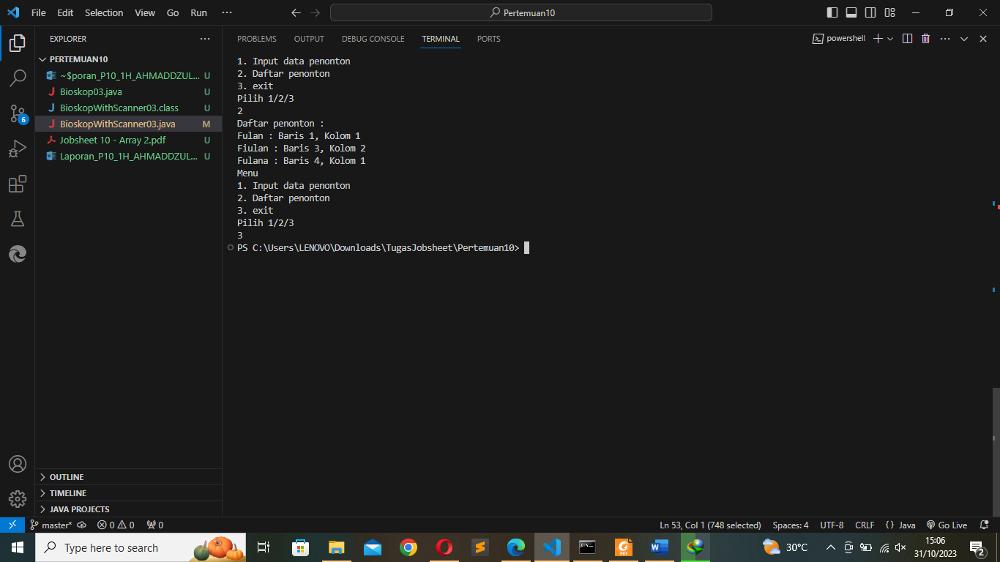 File Edit Selection View Go Run ···
Pertemuan10
EXPLORER ···
PERTEMUAN10
~$poran_P10_1H_AHMADDZUL... U
Bioskop03.java U
BioskopWithScanner03.class U
BioskopWithScanner03.java M
Jobsheet 10 - Array 2.pdf U
Laporan_P10_1H_AHMADDZUL... U
6
OUTLINE
TIMELINE
JAVA PROJECTS
PROBLEMS OUTPUT DEBUG CONSOLE TERMINAL PORTS
powershell
1. Input data penonton
2. Daftar penonton
3. exit
Pilih 1/2/3
2
Daftar penonton :
Fulan : Baris 1, Kolom 1
Fiulan : Baris 3, Kolom 2
Fulana : Baris 4, Kolom 1
Menu
1. Input data penonton
2. Daftar penonton
3. exit
Pilih 1/2/3
3
PS C:\Users\LENOVO\Downloads\TugasJobsheet\Pertemuan10>
master* 0 0 0 Ln 53, Col 1 (748 selected) Spaces: 4 UTF-8 CRLF {} Java Go Live
Type here to search
30°C
15:06
31/10/2023
2